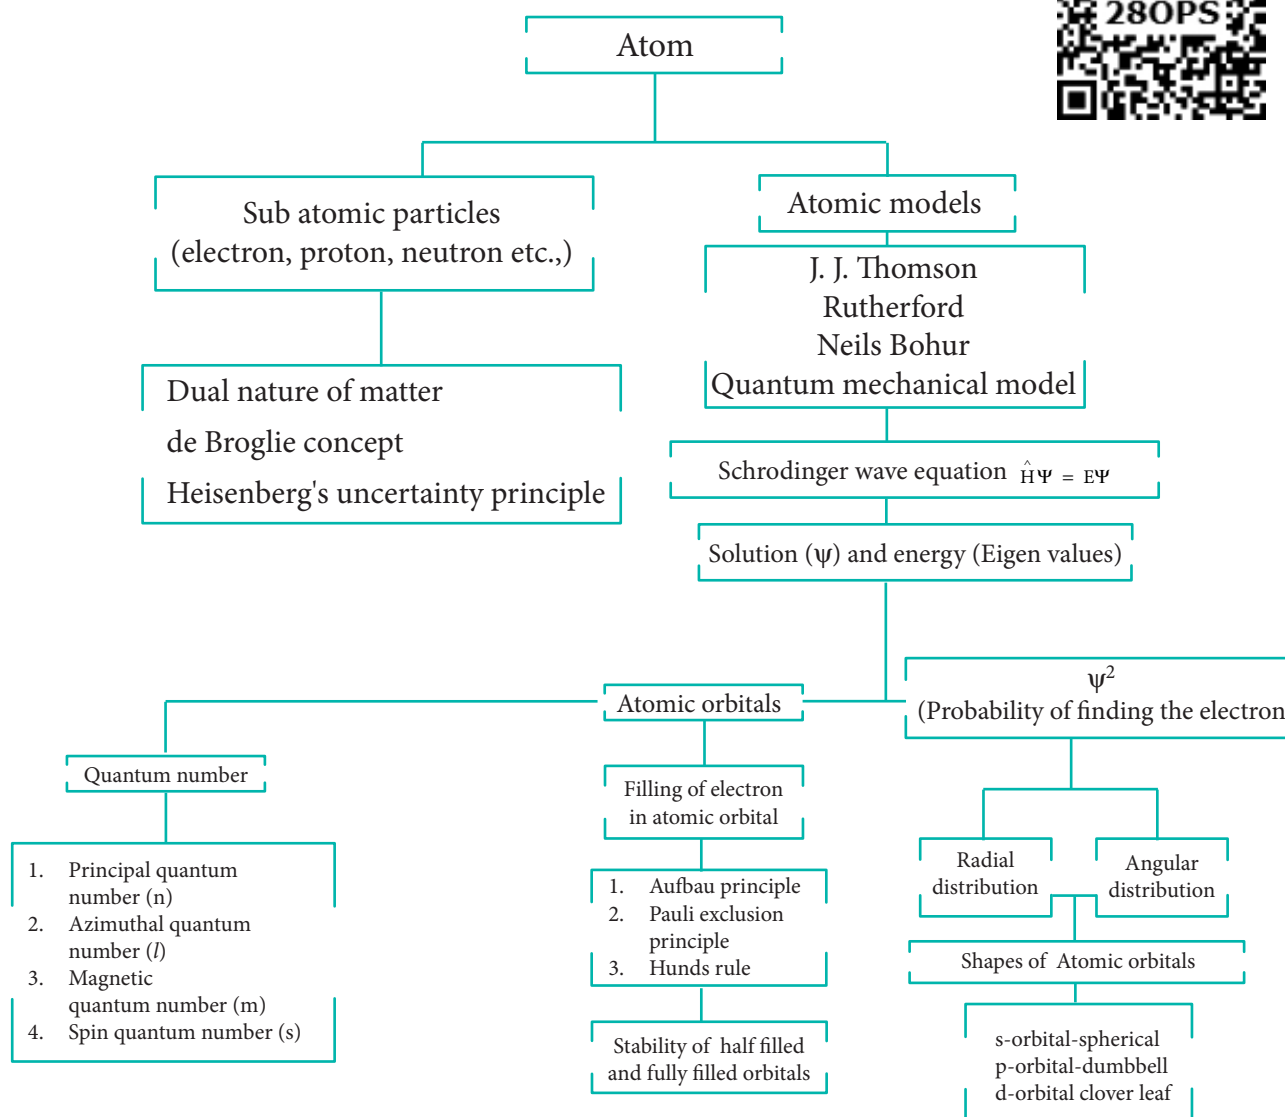 28OPS
Atom
Sub atomic particles
(electron, proton, neutron etc.,)
Atomic models
J. J. Thomson
Rutherford
Neils Bohur
Quantum mechanical model
Dual nature of matter
de Broglie concept
Heisenberg's uncertainty principle
Schrodinger wave equation ĤΨ = EΨ
Solution (ψ) and energy (Eigen values)
Atomic orbitals
ψ²
(Probability of finding the electron
Quantum number
1. Principal quantum
number (n)
2. Azimuthal quantum
number (l)
3. Magnetic
quantum number (m)
4. Spin quantum number (s)
Filling of electron
in atomic orbital
1. Aufbau principle
2. Pauli exclusion
principle
3. Hunds rule
Stability of half filled
and fully filled orbitals
Radial
distribution
Angular
distribution
Shapes of Atomic orbitals
s-orbital-spherical
p-orbital-dumbbell
d-orbital clover leaf